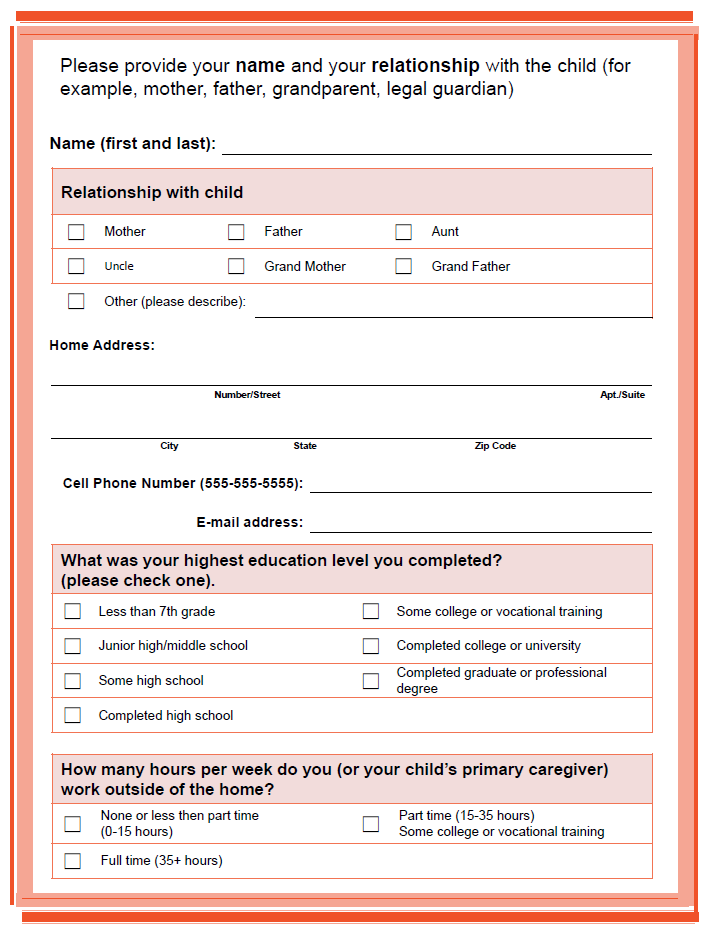 Please provide your name and your relationship with the child (for
example, mother, father, grandparent, legal guardian)
Name (first and last):
Relationship with child
Mother Father Aunt
Uncle Grand Mother Grand Father
Other (please describe):
Home Address:
Number/Street Apt./Suite
City State Zip Code
Cell Phone Number (555-555-5555):
E-mail address:
What was your highest education level you completed?
(please check one).
Less than 7th grade Some college or vocational training
Junior high/middle school Completed college or university
Some high school Completed graduate or professional
degree
Completed high school
How many hours per week do you (or your child’s primary caregiver)
work outside of the home?
None or less then part time Part time (15-35 hours)
(0-15 hours) Some college or vocational training
Full time (35+ hours)